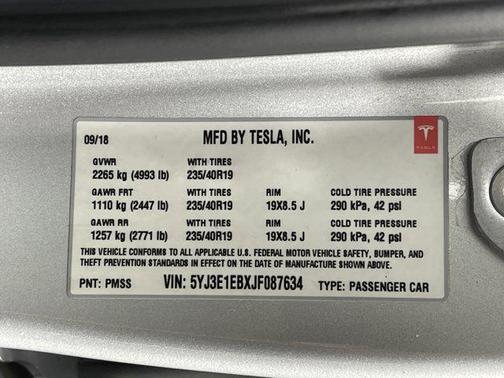 09/18 MFD BY TESLA, INC.
TESLA
GVWR WITH TIRES
2265 kg (4993 lb) 235/40R19
GAWR FRT WITH TIRES RIM COLD TIRE PRESSURE
1110 kg (2447 lb) 235/40R19 19X8.5 J 290 kPa, 42 psi
GAWR RR WITH TIRES RIM COLD TIRE PRESSURE
1257 kg (2771 lb) 235/40R19 19X8.5 J 290 kPa, 42 psi
THIS VEHICLE CONFORMS TO ALL APPLICABLE U.S. FEDERAL MOTOR VEHICLE SAFETY, BUMPER, AND
THEFT PREVENTION STANDARDS IN EFFECT ON THE DATE OF MANUFACTURE SHOWN ABOVE.
PNT: PMSS VIN: 5YJ3E1EBXJF087634 TYPE: PASSENGER CAR